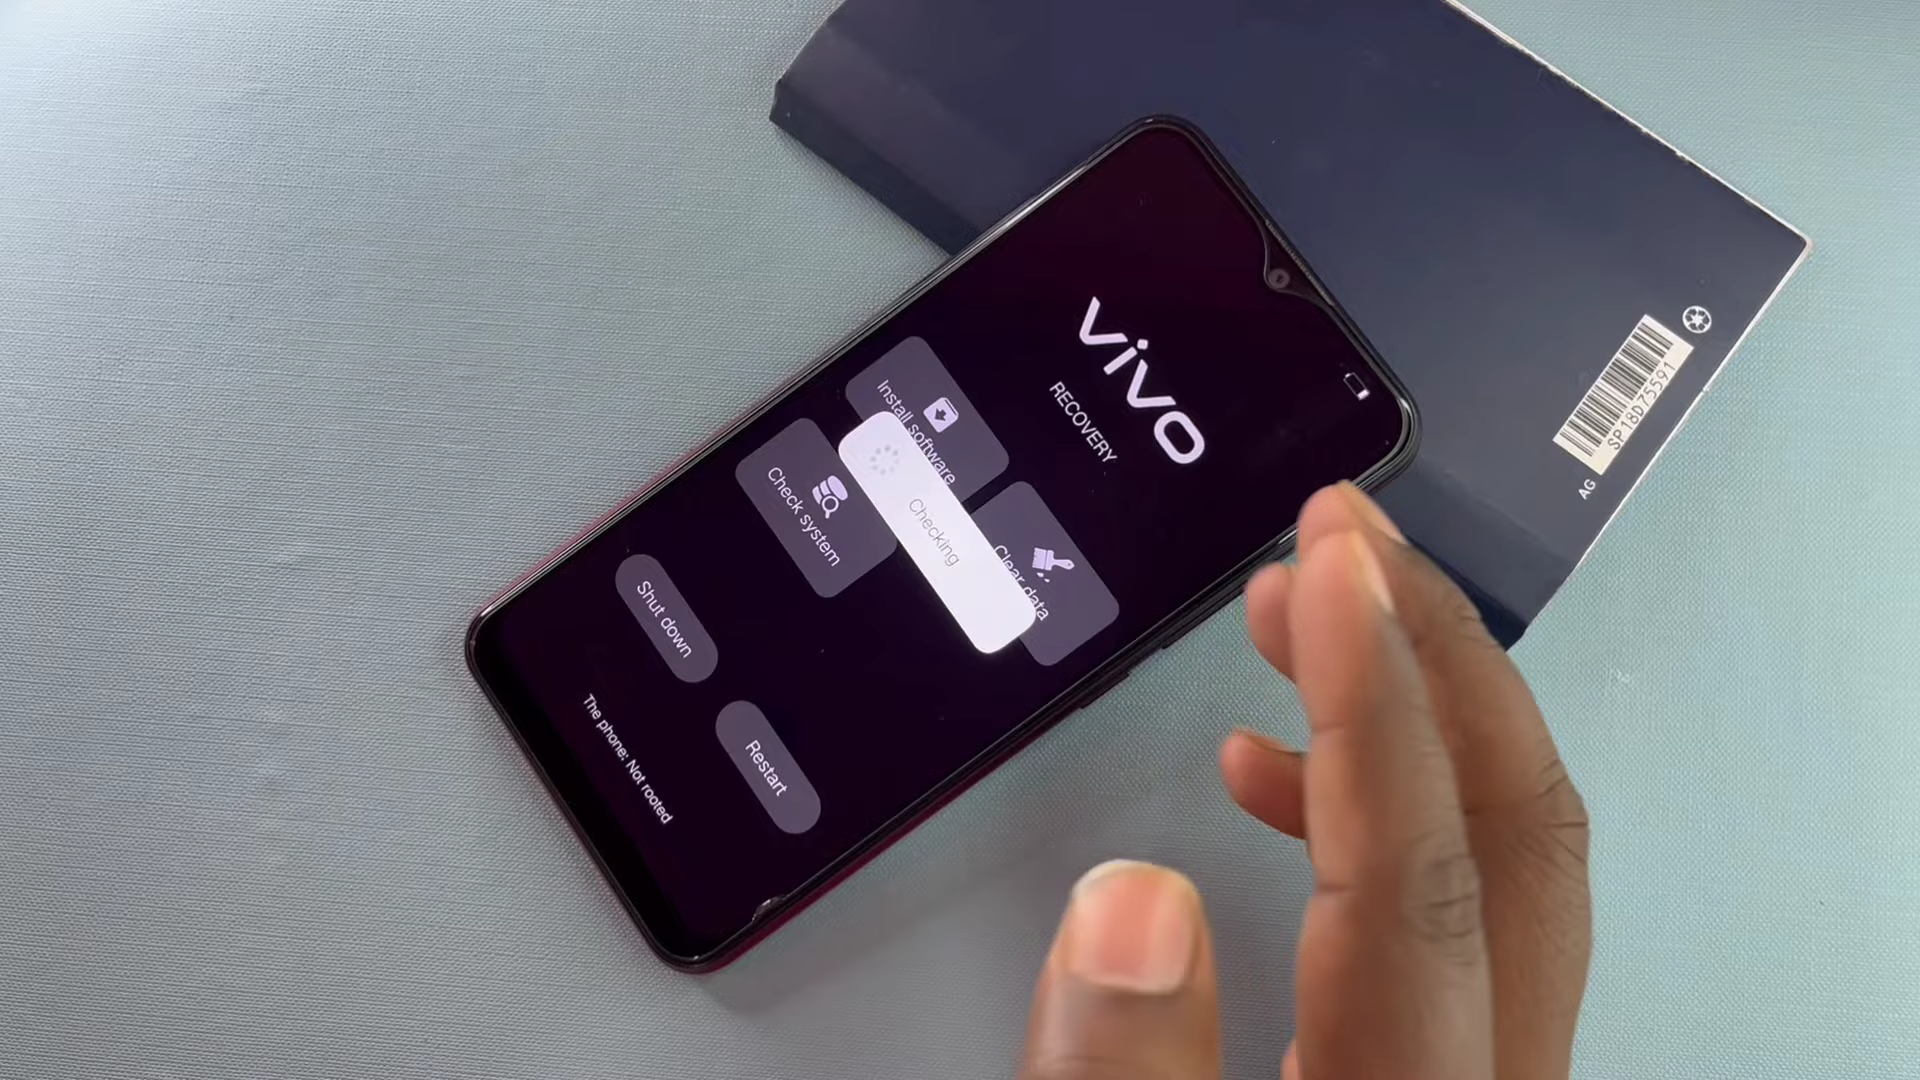 vivo
RECOVERY
Install software
Clear data
Checking
Check system
Shut down
Restart
The phone: Not rooted
SP18D75591
AG